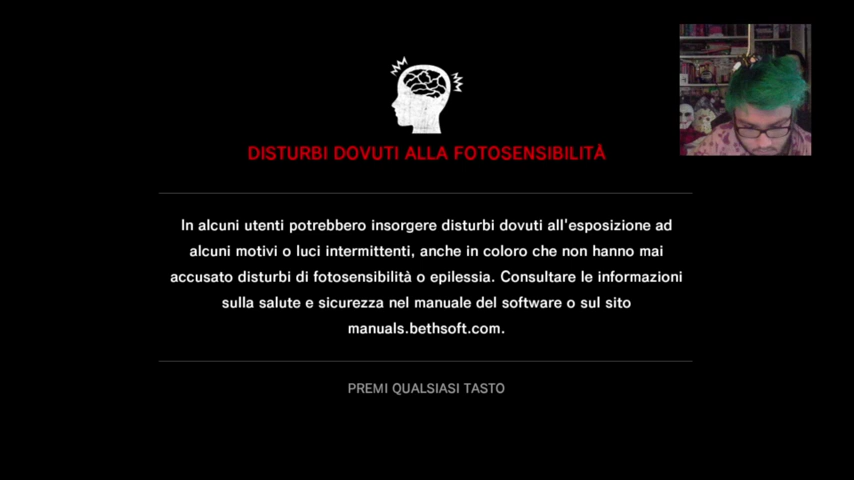 DISTURBI DOVUTI ALLA FOTOSENSIBILITÀ
In alcuni utenti potrebbero insorgere disturbi dovuti all'esposizione ad
alcuni motivi o luci intermittenti, anche in coloro che non hanno mai
accusato disturbi di fotosensibilità o epilessia. Consultare le informazioni
sulla salute e sicurezza nel manuale del software o sul sito
manuals.bethsoft.com.
PREMI QUALSIASI TASTO